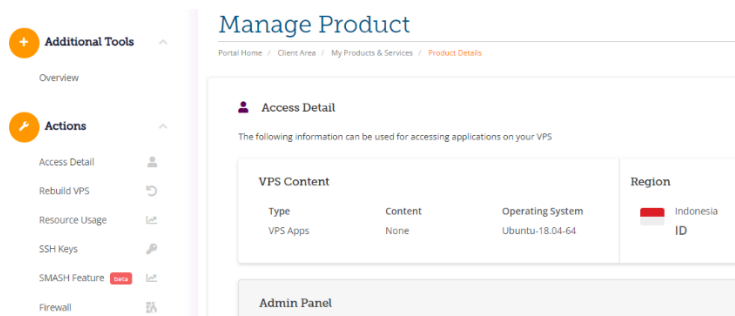 Manage Product
Portal Home / Client Area / My Products & Services / Product Details
Additional Tools
Overview
Actions
Access Detail
Rebuild VPS
Resource Usage
SSH Keys
SMASH Feature beta
Firewall
Access Detail
The following information can be used for accessing applications on your VPS
VPS Content
Type Content Operating System
VPS Apps None Ubuntu-18.04-64
Region
Indonesia
ID
Admin Panel